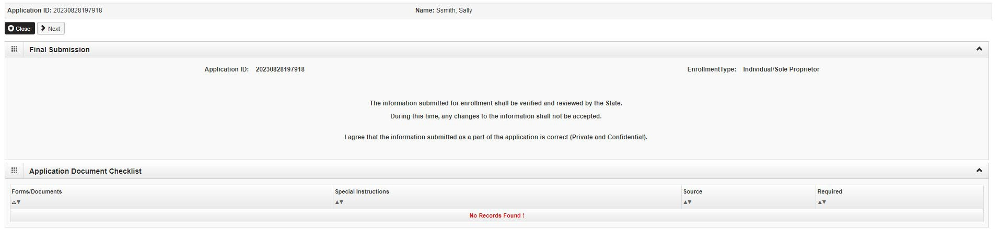 Application ID: 20230828197918 Name: Ssmith, Sally
Close Next
Final Submission
Application ID: 20230828197918 EnrollmentType: Individual/Sole Proprietor
The information submitted for enrollment shall be verified and reviewed by the State.
During this time, any changes to the information shall not be accepted.
I agree that the information submitted as a part of the application is correct (Private and Confidential).
Application Document Checklist
Forms/Documents Special Instructions Source Required
No Records Found !